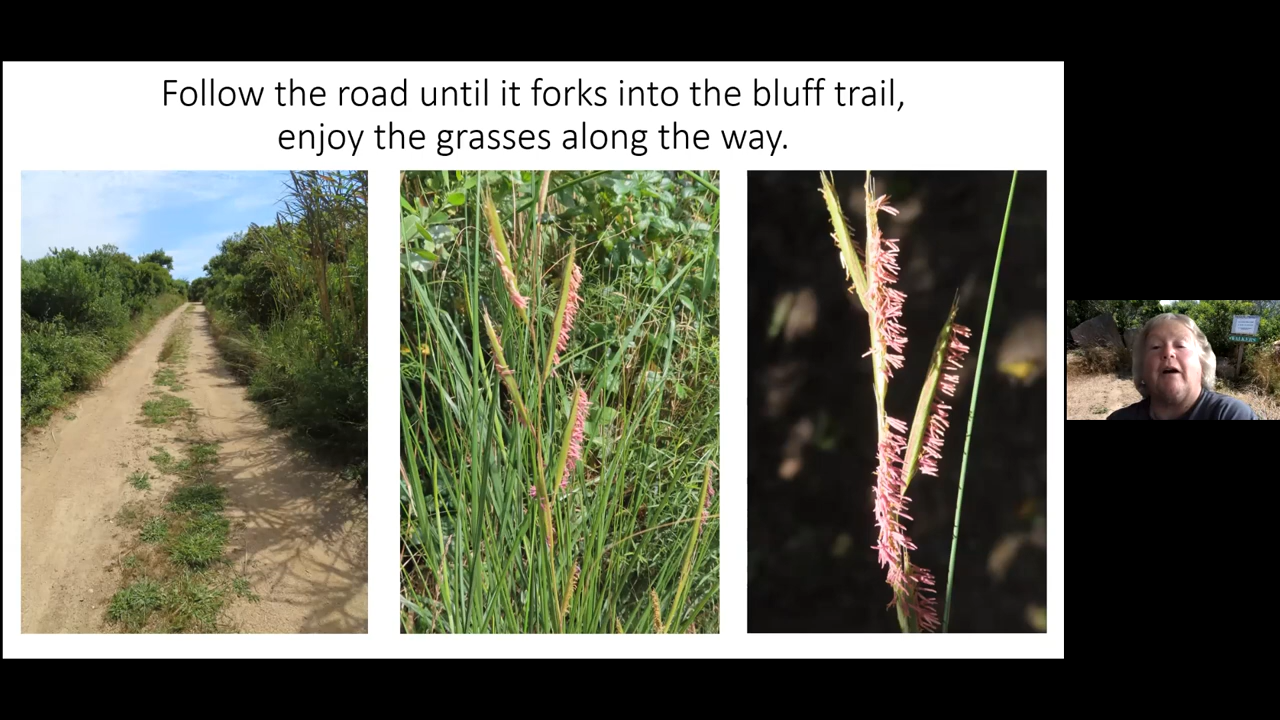 Follow the road until it forks into the bluff trail,
enjoy the grasses along the way.